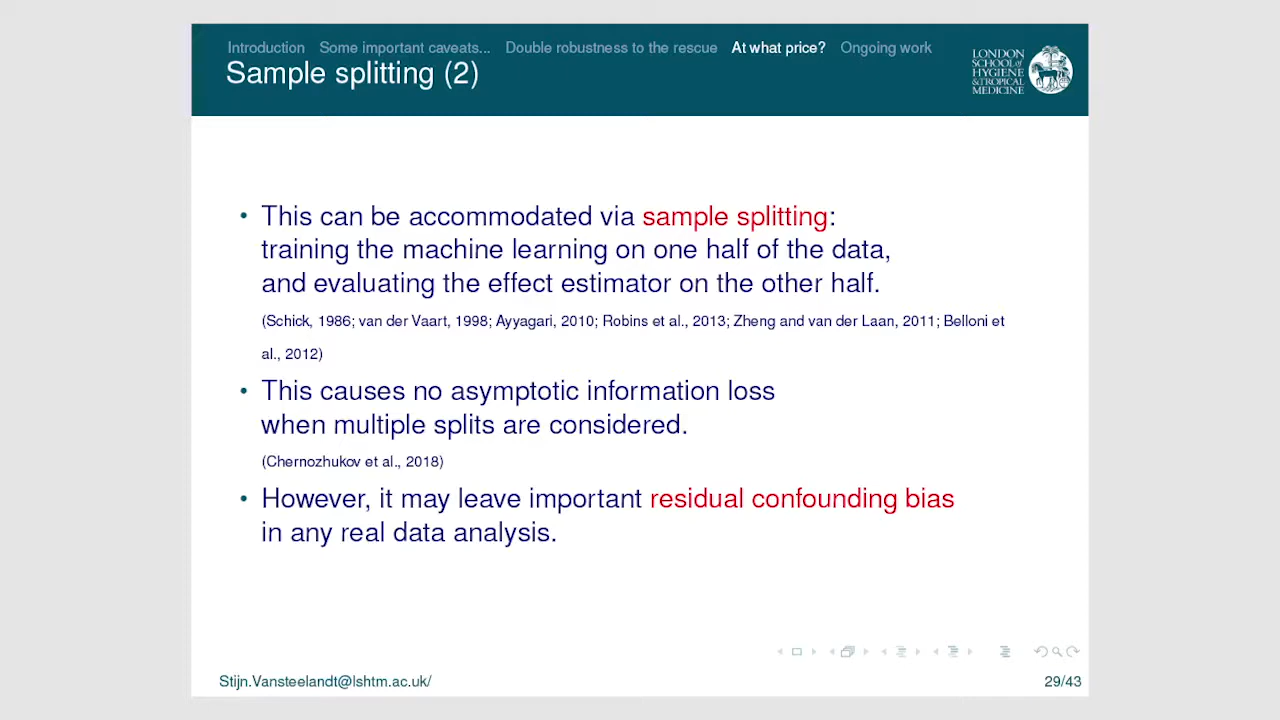 Introduction Some important caveats... Double robustness to the rescue At what price? Ongoing work
Sample splitting (2)
LONDON
SCHOOL of
HYGIENE
& TROPICAL
MEDICINE
• This can be accommodated via sample splitting:
training the machine learning on one half of the data,
and evaluating the effect estimator on the other half.
(Schick, 1986; van der Vaart, 1998; Ayyagari, 2010; Robins et al., 2013; Zheng and van der Laan, 2011; Belloni et
al., 2012)
• This causes no asymptotic information loss
when multiple splits are considered.
(Chernozhukov et al., 2018)
• However, it may leave important residual confounding bias
in any real data analysis.
Stijn.Vansteelandt@lshtm.ac.uk/ 29/43